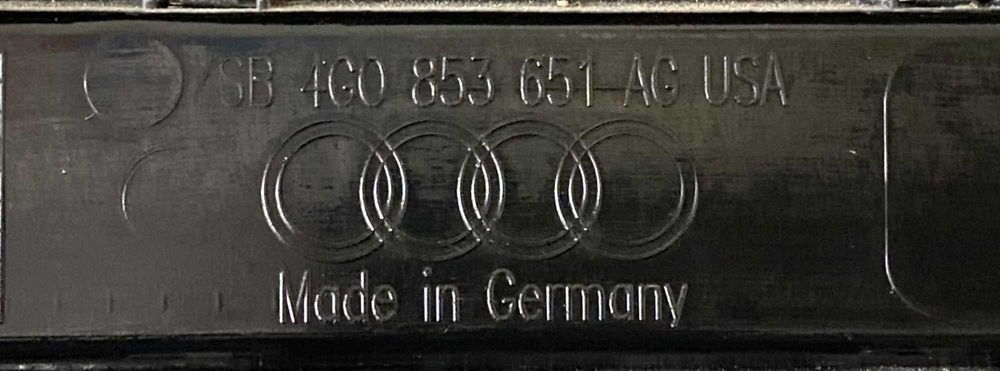 SB 4G0 853 651 AG USA
Made in Germany